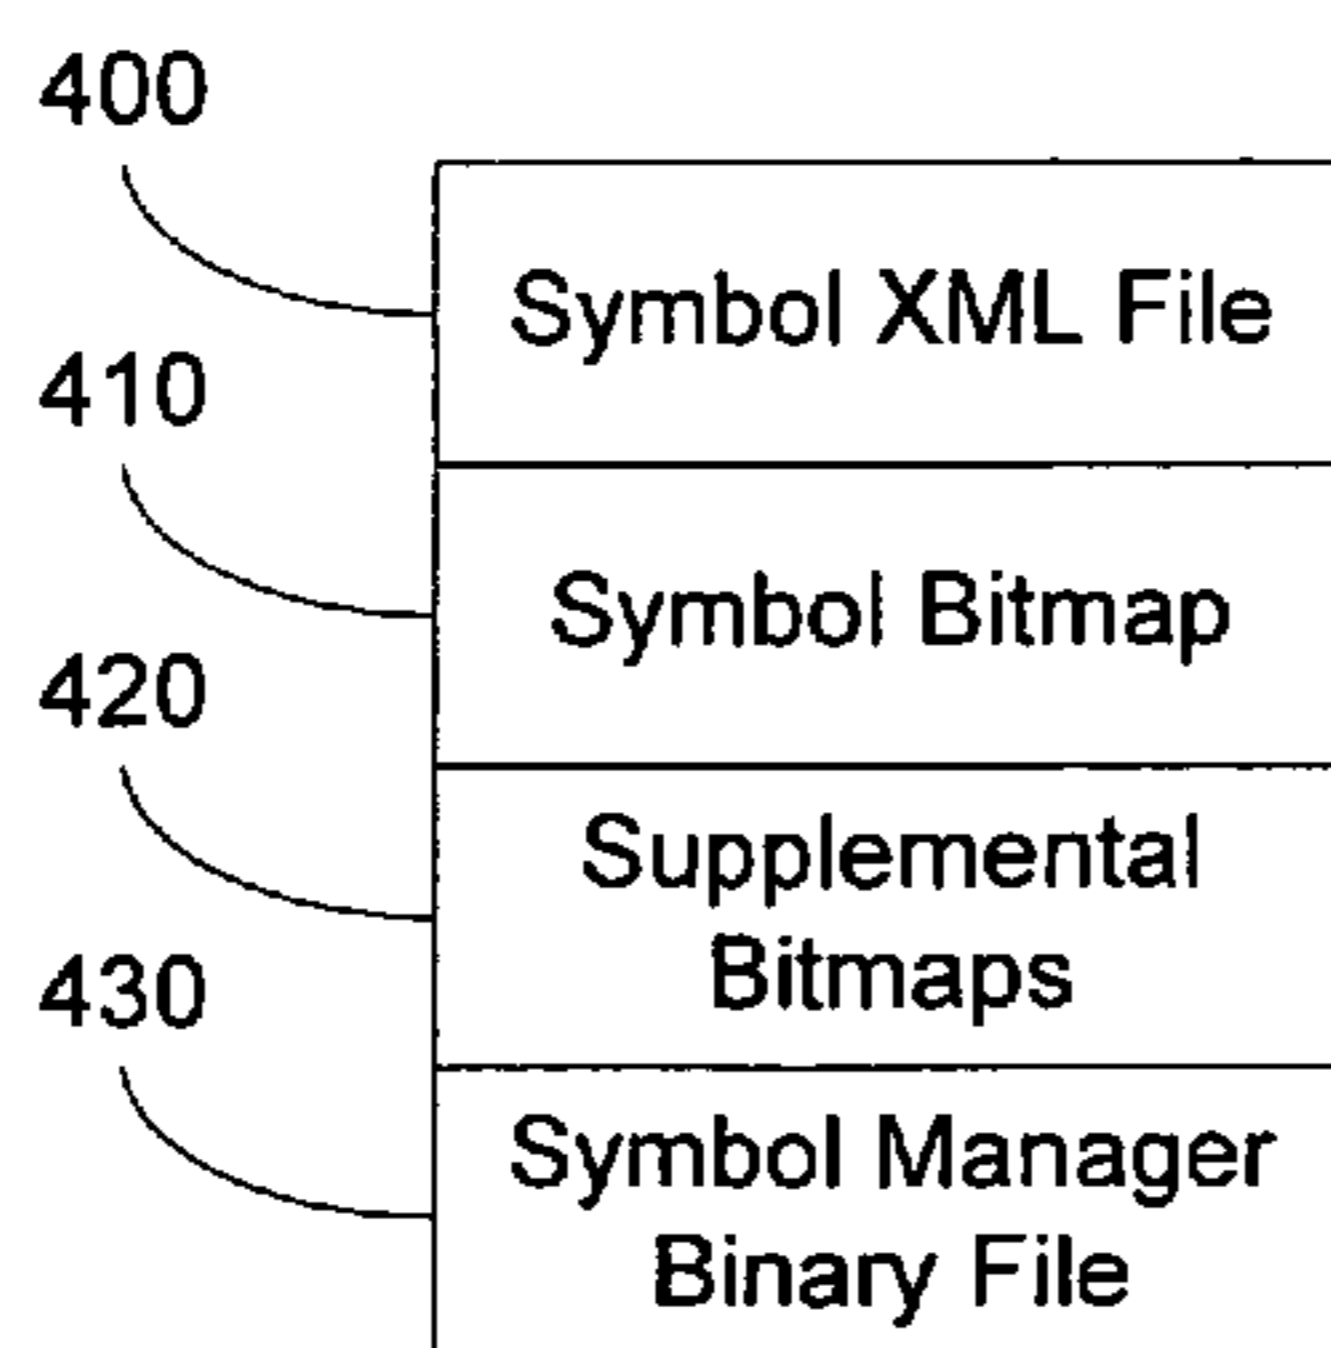 400
Symbol XML File
410
Symbol Bitmap
420
Supplemental
Bitmaps
430
Symbol Manager
Binary File